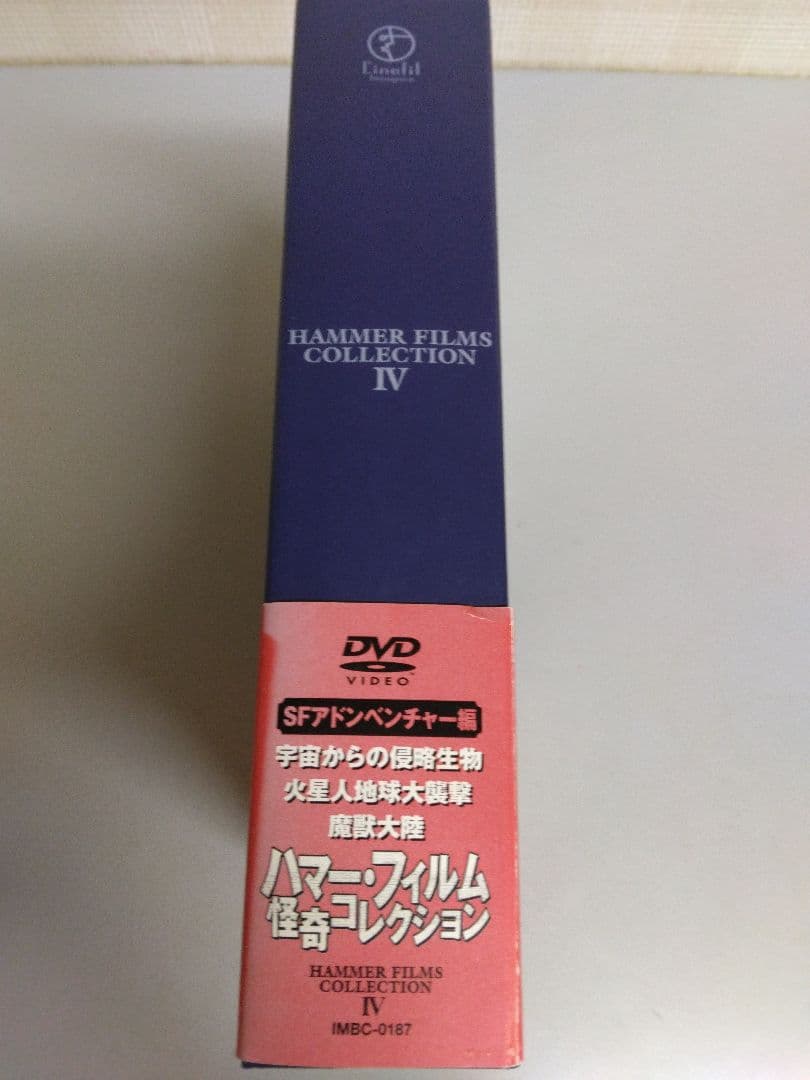 Cinefil
HAMMER FILMS
COLLECTION
IV
DVD
VIDEO
SFアドンベンチャー編
宇宙からの侵略生物
火星人地球大襲撃
魔獣大陸
ハマー・フィルム
怪奇コレクション
HAMMER FILMS
COLLECTION
IV
IMBC-0187